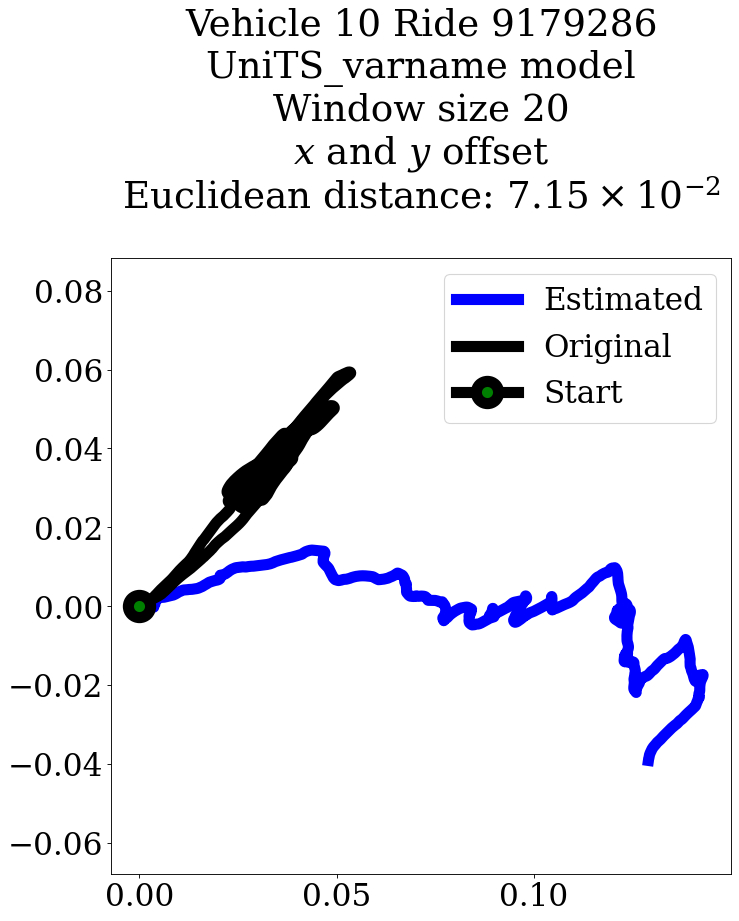 Vehicle 10 Ride 9179286
UniTS_varname model
Window size 20
x and y offset
Euclidean distance: 7.15 × 10⁻²
Estimated
Original
Start
0.08
0.06
0.04
0.02
0.00
−0.02
−0.04
−0.06
0.00 0.05 0.10